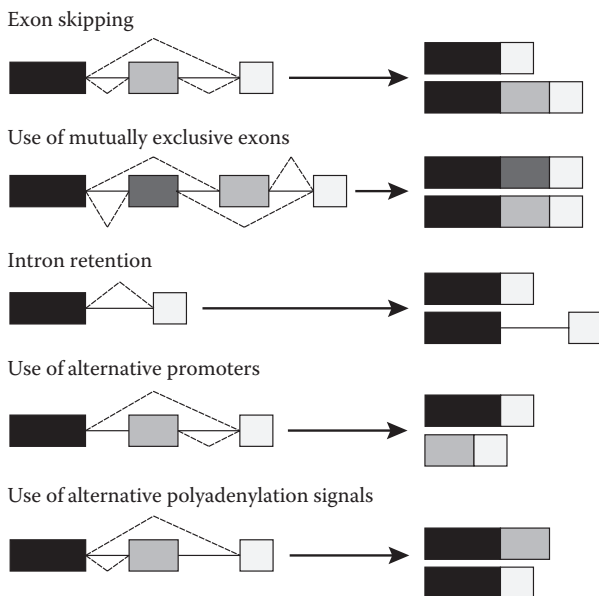 Exon skipping
Use of mutually exclusive exons
Intron retention
Use of alternative promoters
Use of alternative polyadenylation signals